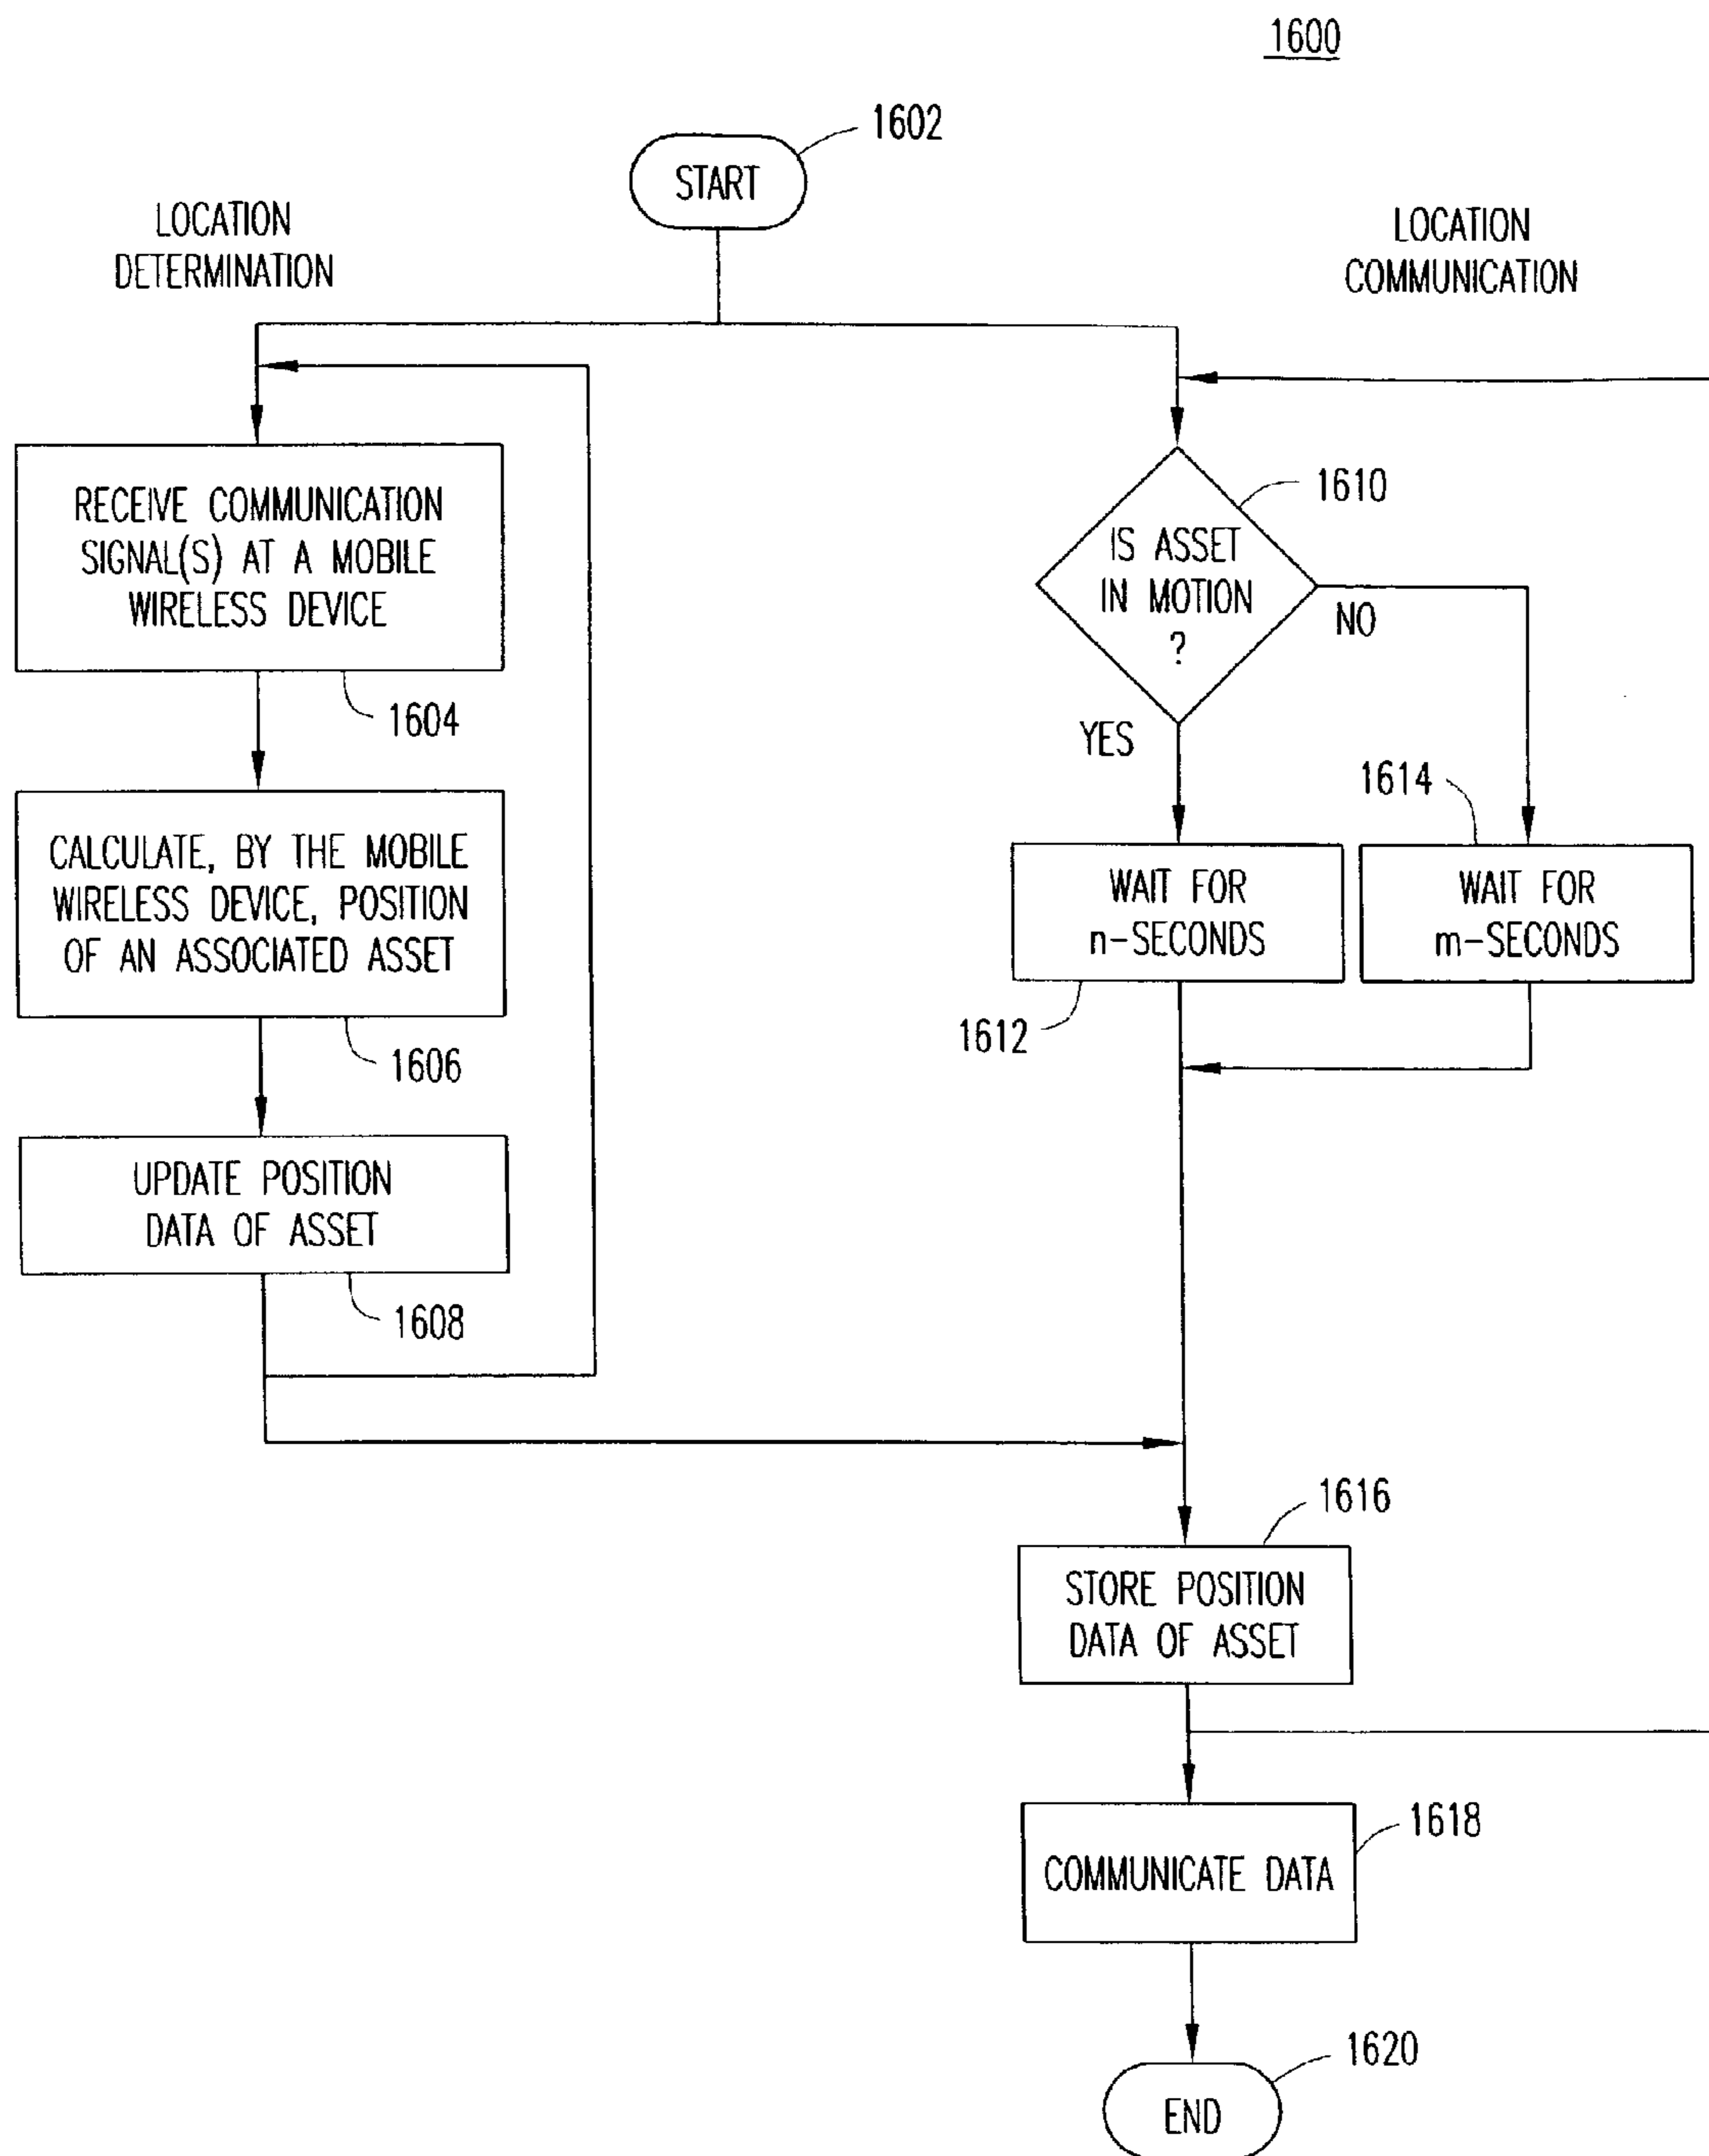 1600
1602
START
LOCATION
DETERMINATION
LOCATION
COMMUNICATION
RECEIVE COMMUNICATION
SIGNAL(S) AT A MOBILE
WIRELESS DEVICE
1604
CALCULATE, BY THE MOBILE
WIRELESS DEVICE, POSITION
OF AN ASSOCIATED ASSET
1606
UPDATE POSITION
DATA OF ASSET
1608
1610
IS ASSET
IN MOTION
?
NO
YES
1614
WAIT FOR
n-SECONDS
WAIT FOR
m-SECONDS
1612
1616
STORE POSITION
DATA OF ASSET
1618
COMMUNICATE DATA
1620
END